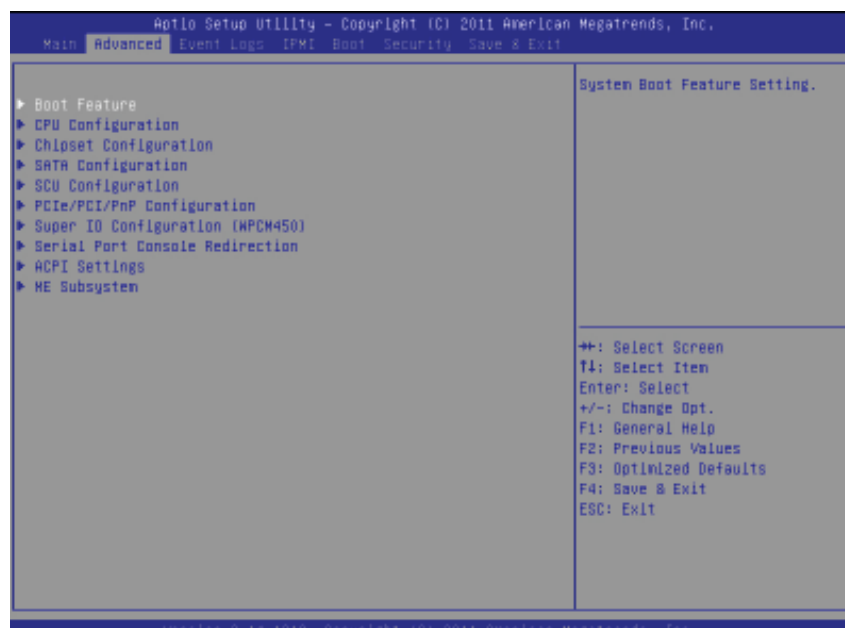 Aptio Setup Utility – Copyright (C) 2011 American Megatrends, Inc.
Main Advanced Event Logs IPMI Boot Security Save & Exit
Boot Feature
CPU Configuration
Chipset Configuration
SATA Configuration
SCU Configuration
PCIe/PCI/PnP Configuration
Super IO Configuration (WPCM450)
Serial Port Console Redirection
ACPI Settings
ME Subsystem
System Boot Feature Setting.
→←: Select Screen
↑↓: Select Item
Enter: Select
+/-: Change Opt.
F1: General Help
F2: Previous Values
F3: Optimized Defaults
F4: Save & Exit
ESC: Exit